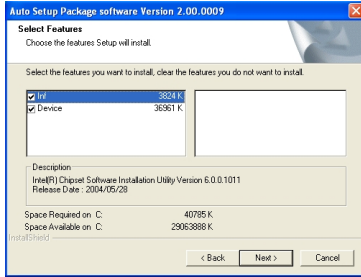 Auto Setup Package software Version 2.00.0009
Select Features
Choose the features Setup will install.
Select the features you want to install, clear the features you do not want to install.
Inf 3824 K
Device 36961 K
Description
Intel(R) Chipset Software Installation Utility Version 6.0.0.1011
Release Date : 2004/05/28
Space Required on C: 40785 K
Space Available on C: 29063888 K
InstallShield
< Back
Next >
Cancel